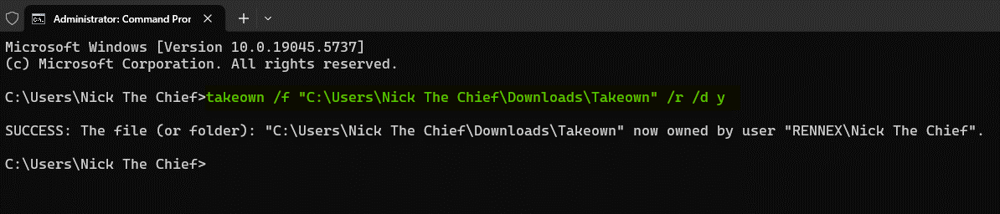 Administrator: Command Pror
Microsoft Windows [Version 10.0.19045.5737]
(c) Microsoft Corporation. All rights reserved.
C:\Users\Nick The Chief>takeown /f "C:\Users\Nick The Chief\Downloads\Takeown" /r /d y
SUCCESS: The file (or folder): "C:\Users\Nick The Chief\Downloads\Takeown" now owned by user "RENNEX\Nick The Chief".
C:\Users\Nick The Chief>